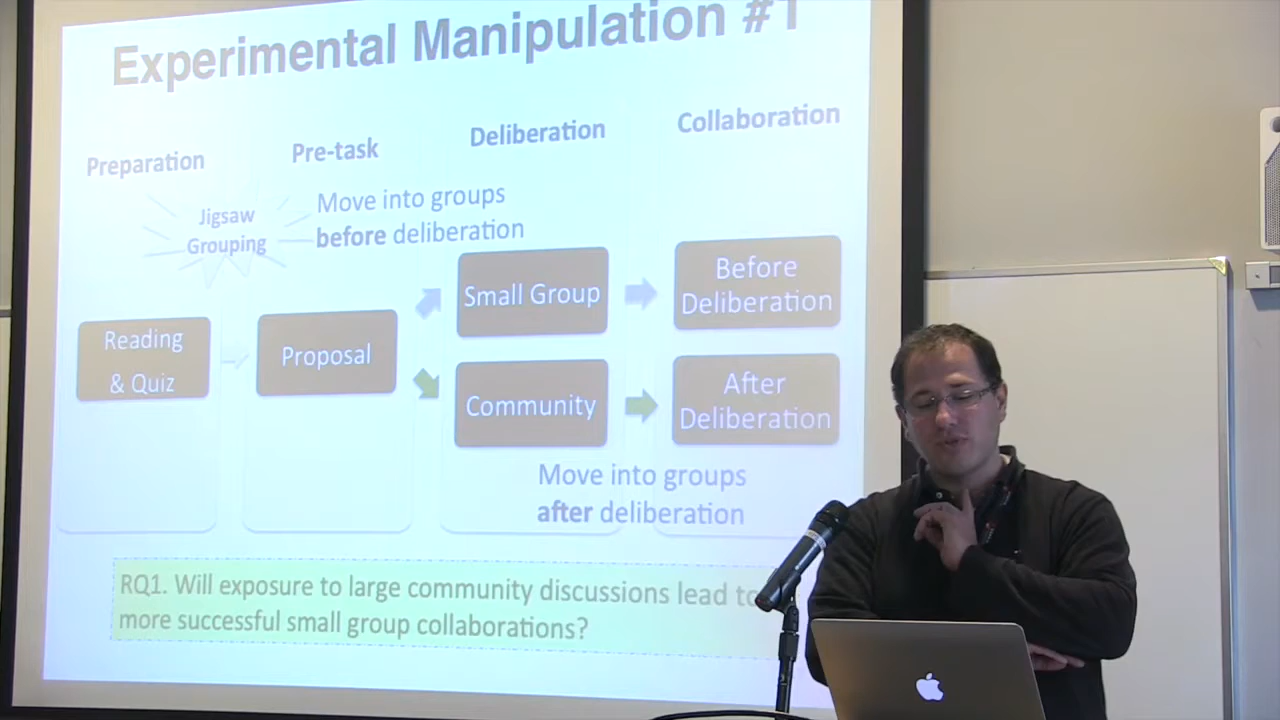 Experimental Manipulation #1
Preparation
Pre-task
Deliberation
Collaboration
Jigsaw
Grouping
Move into groups
before deliberation
Reading
& Quiz
Proposal
Small Group
Before
Deliberation
Community
After
Deliberation
Move into groups
after deliberation
RQ1. Will exposure to large community discussions lead to
more successful small group collaborations?